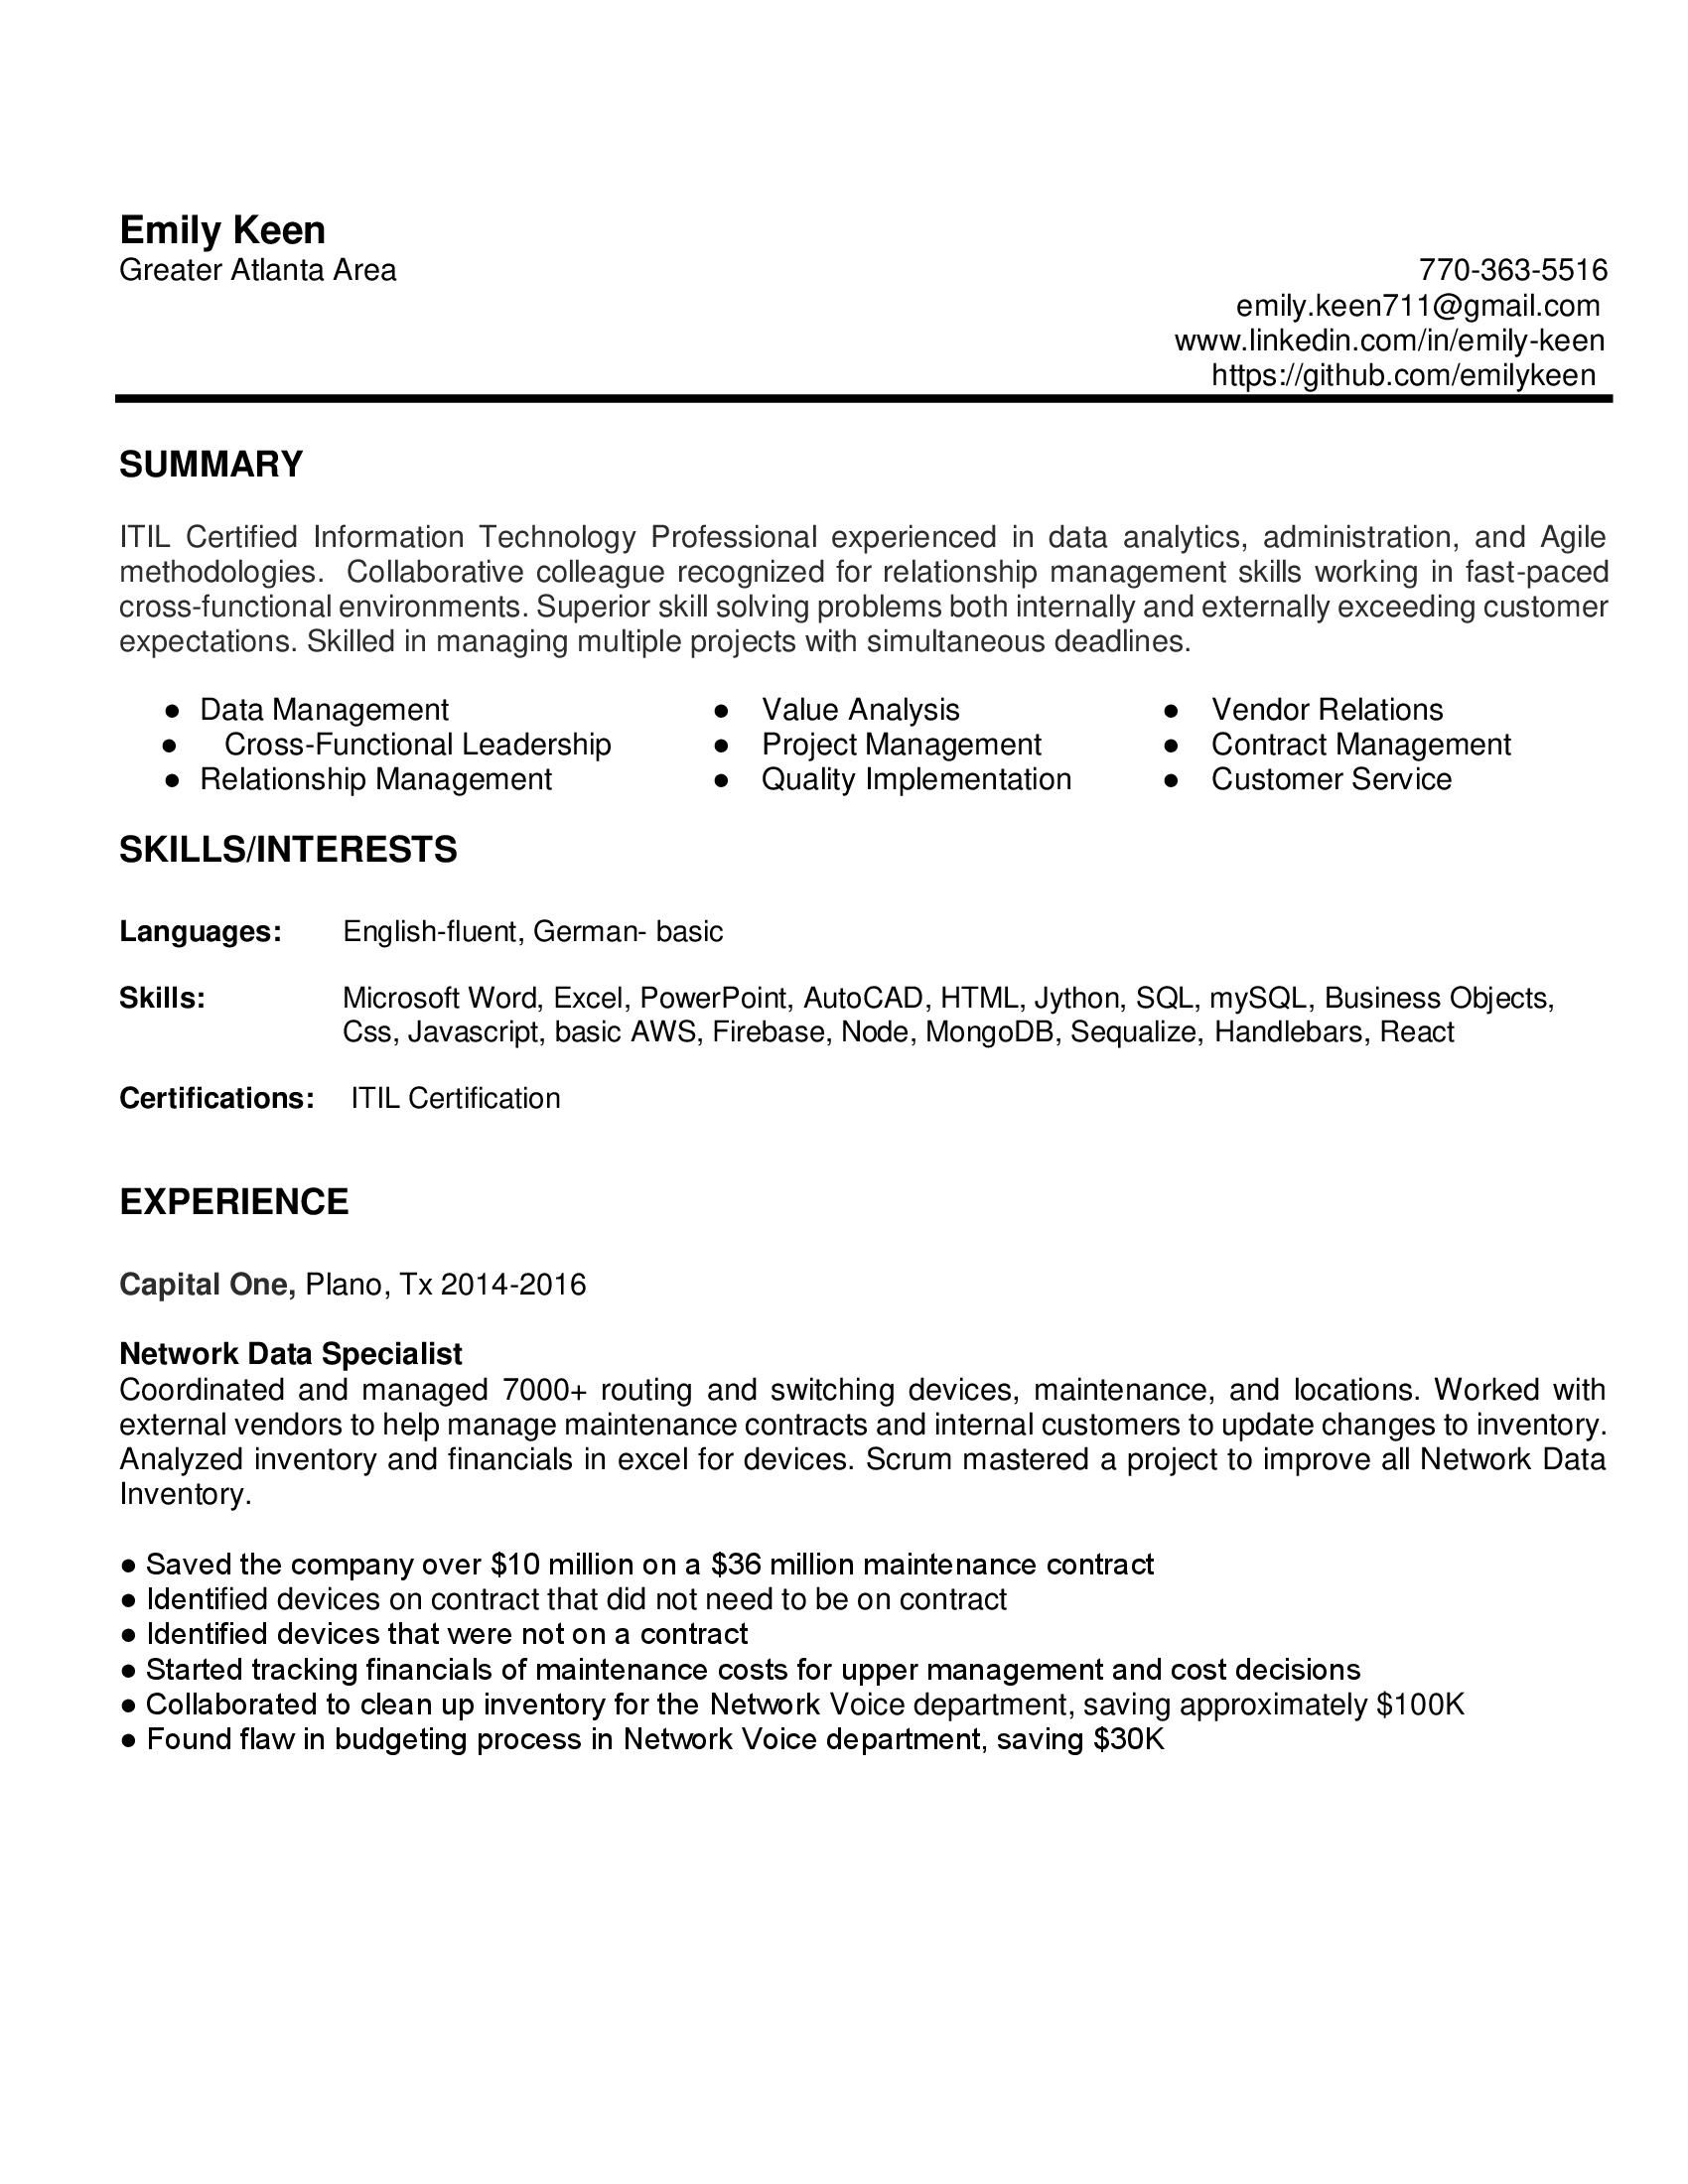 Emily Keen
Greater Atlanta Area 770-363-5516
emily.keen711@gmail.com
www.linkedin.com/in/emily-keen
https://github.com/emilykeen
SUMMARY
ITIL Certified Information Technology Professional experienced in data analytics, administration, and Agile
methodologies. Collaborative colleague recognized for relationship management skills working in fast-paced
cross-functional environments. Superior skill solving problems both internally and externally exceeding customer
expectations. Skilled in managing multiple projects with simultaneous deadlines.
● Data Management ● Value Analysis ● Vendor Relations
● Cross-Functional Leadership ● Project Management ● Contract Management
● Relationship Management ● Quality Implementation ● Customer Service
SKILLS/INTERESTS
Languages: English-fluent, German- basic
Skills: Microsoft Word, Excel, PowerPoint, AutoCAD, HTML, Jython, SQL, mySQL, Business Objects,
Css, Javascript, basic AWS, Firebase, Node, MongoDB, Sequalize, Handlebars, React
Certifications: ITIL Certification
EXPERIENCE
Capital One, Plano, Tx 2014-2016
Network Data Specialist
Coordinated and managed 7000+ routing and switching devices, maintenance, and locations. Worked with
external vendors to help manage maintenance contracts and internal customers to update changes to inventory.
Analyzed inventory and financials in excel for devices. Scrum mastered a project to improve all Network Data
Inventory.
● Saved the company over $10 million on a $36 million maintenance contract
● Identified devices on contract that did not need to be on contract
● Identified devices that were not on a contract
● Started tracking financials of maintenance costs for upper management and cost decisions
● Collaborated to clean up inventory for the Network Voice department, saving approximately $100K
● Found flaw in budgeting process in Network Voice department, saving $30K